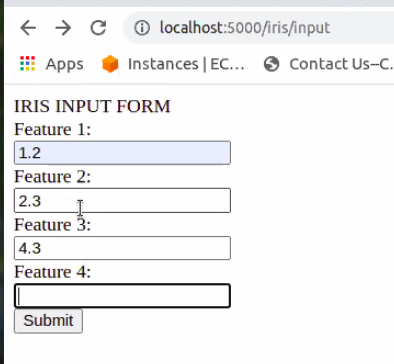 localhost:5000/iris/input
Apps Instances | EC... Contact Us--C.
IRIS INPUT FORM
Feature 1:
1.2
Feature 2:
2.3
Feature 3:
4.3
Feature 4:
Submit